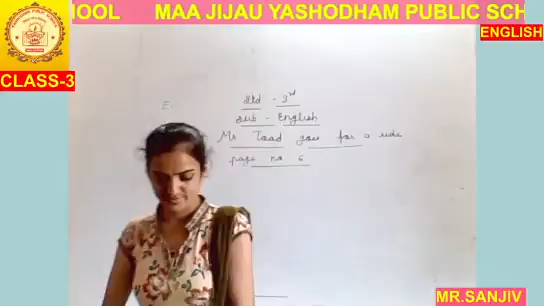 HOOL MAA JIJAU YASHODHAM PUBLIC SCH
ENGLISH
CLASS-3
E.
Std - 3rd
Sub - English
Mr Toad goes for a ride
page no 6
MR.SANJIV